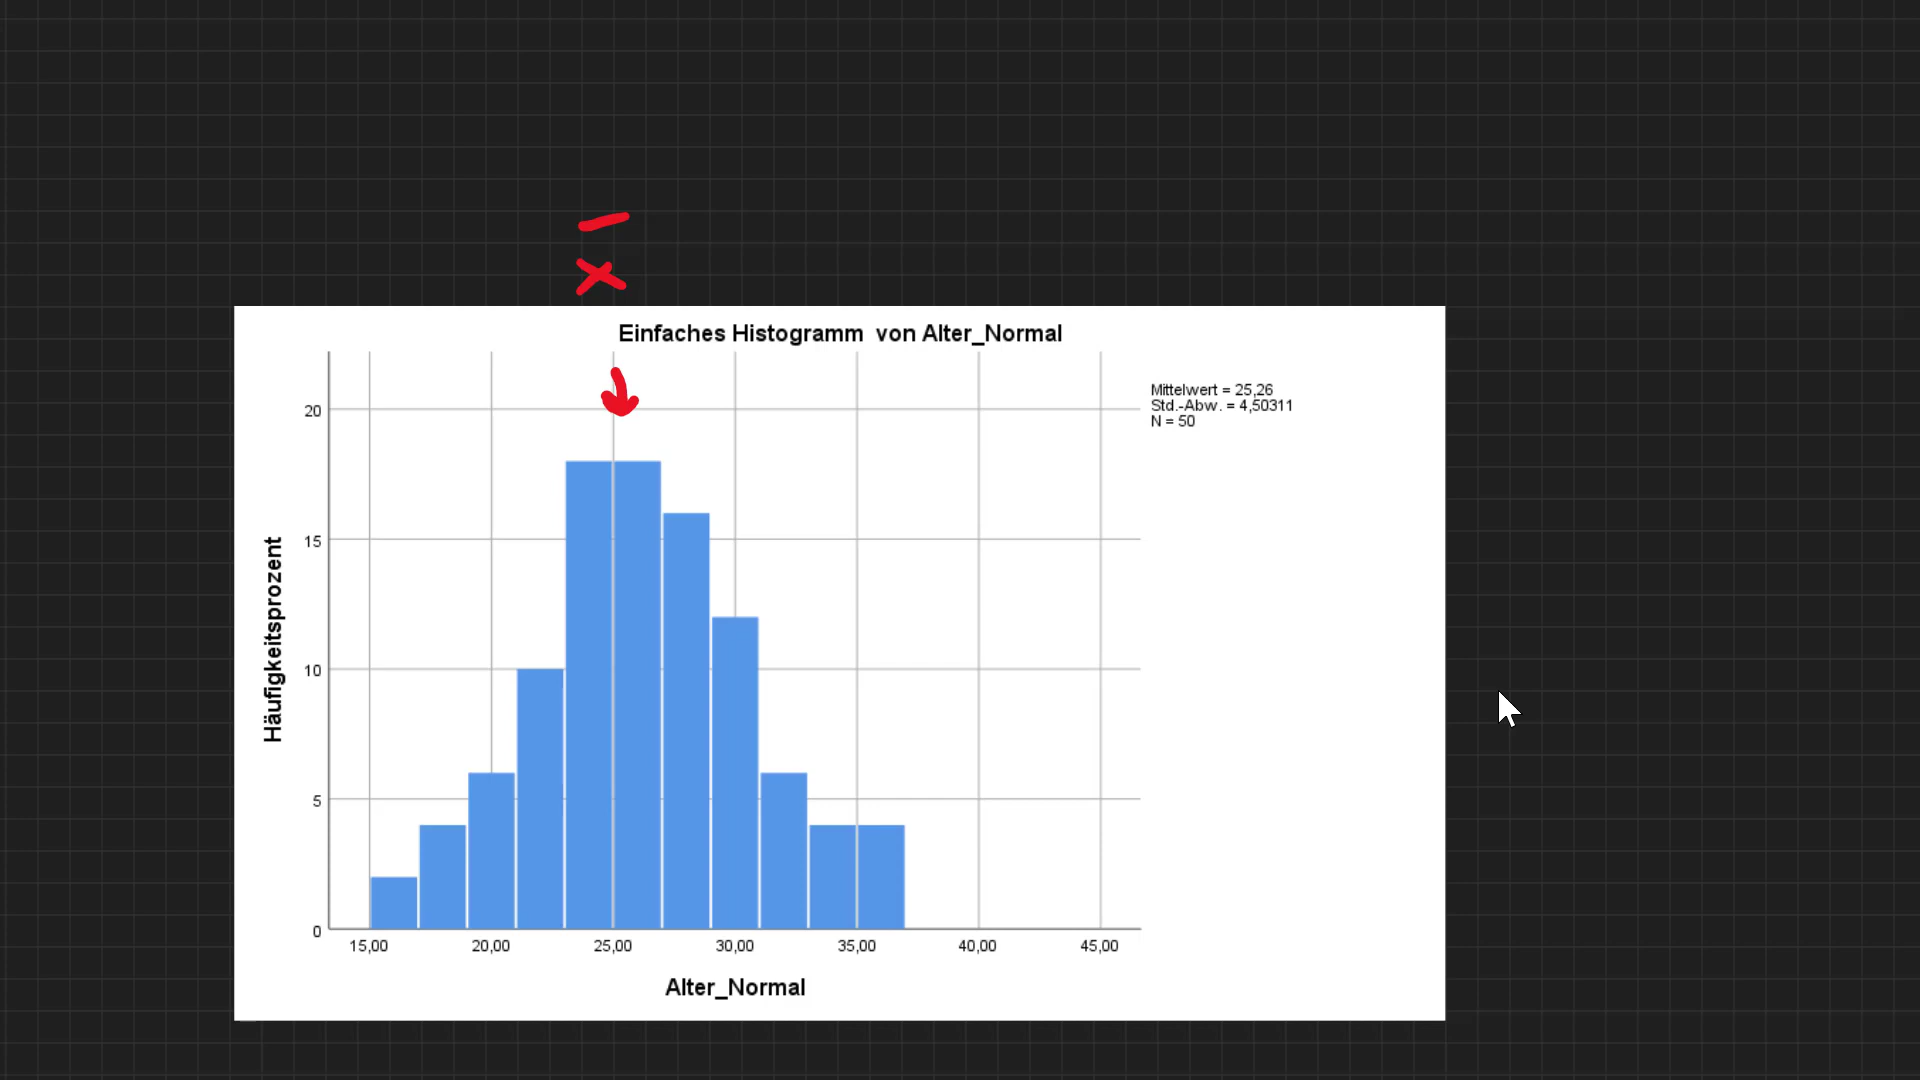 x̄
Einfaches Histogramm von Alter_Normal
Mittelwert = 25,26
Std.-Abw. = 4,50311
N = 50
Häufigkeitsprozent
20
15
10
5
0
15,00 20,00 25,00 30,00 35,00 40,00 45,00
Alter_Normal